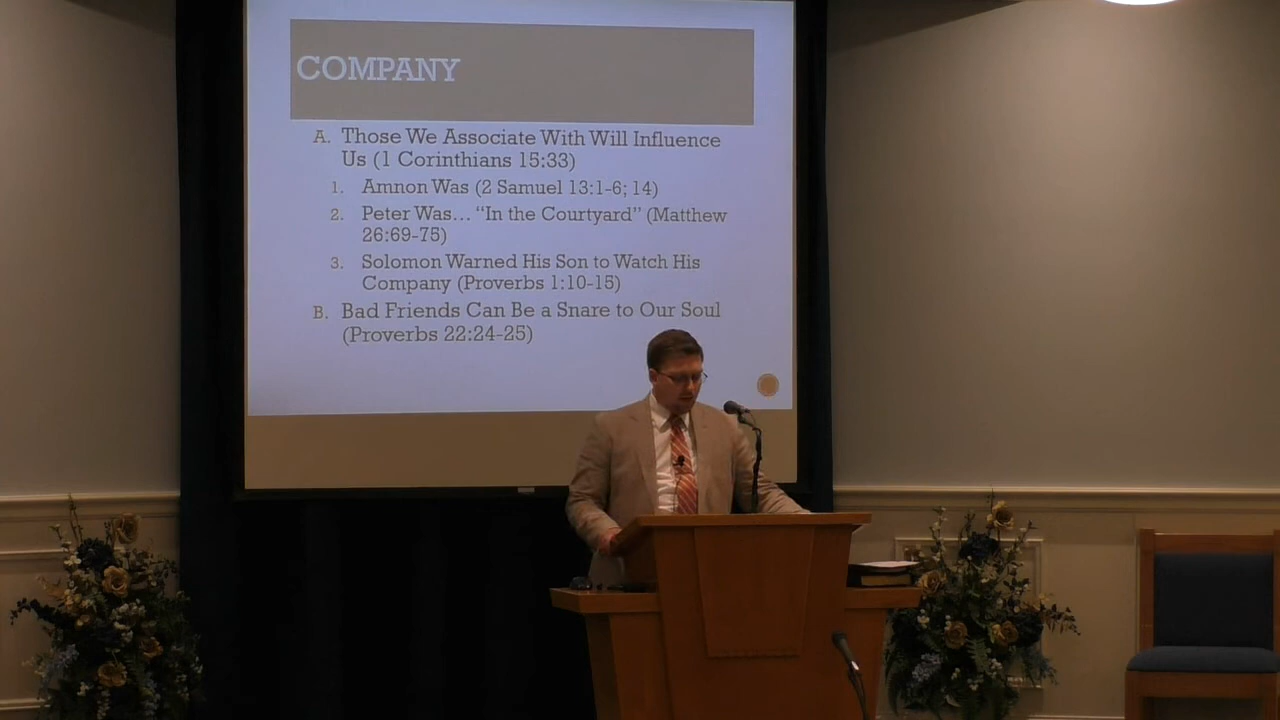 COMPANY
A. Those We Associate With Will Influence
Us (1 Corinthians 15:33)
1. Amnon Was (2 Samuel 13:1-6; 14)
2. Peter Was... “In the Courtyard” (Matthew
26:69-75)
3. Solomon Warned His Son to Watch His
Company (Proverbs 1:10-15)
B. Bad Friends Can Be a Snare to Our Soul
(Proverbs 22:24-25)